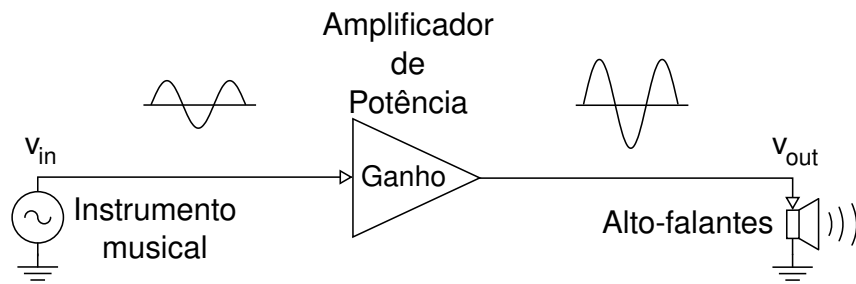 Amplificador
de
Potência
v_in
Ganho
v_out
Instrumento
musical
Alto-falantes